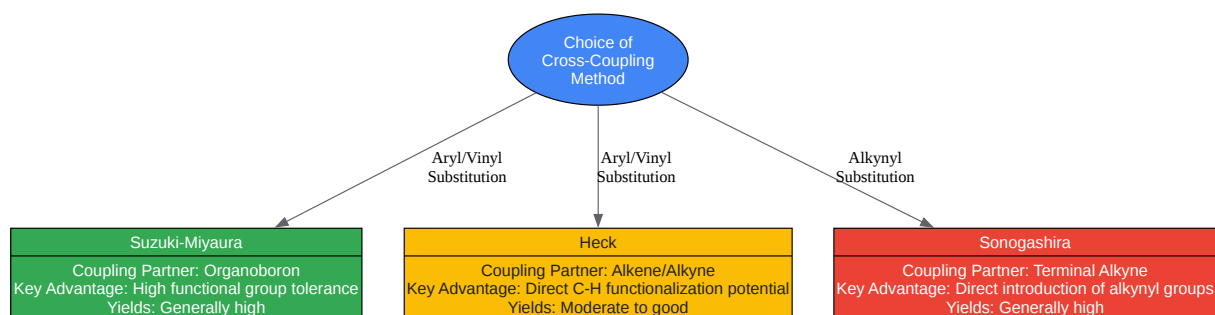 Choice of
Cross-Coupling
Method
Aryl/Vinyl
Substitution
Aryl/Vinyl
Substitution
Alkynyl
Substitution
Suzuki-Miyaura
Coupling Partner: Organoboron
Key Advantage: High functional group tolerance
Yields: Generally high
Heck
Coupling Partner: Alkene/Alkyne
Key Advantage: Direct C-H functionalization potential
Yields: Moderate to good
Sonogashira
Coupling Partner: Terminal Alkyne
Key Advantage: Direct introduction of alkynyl groups
Yields: Generally high